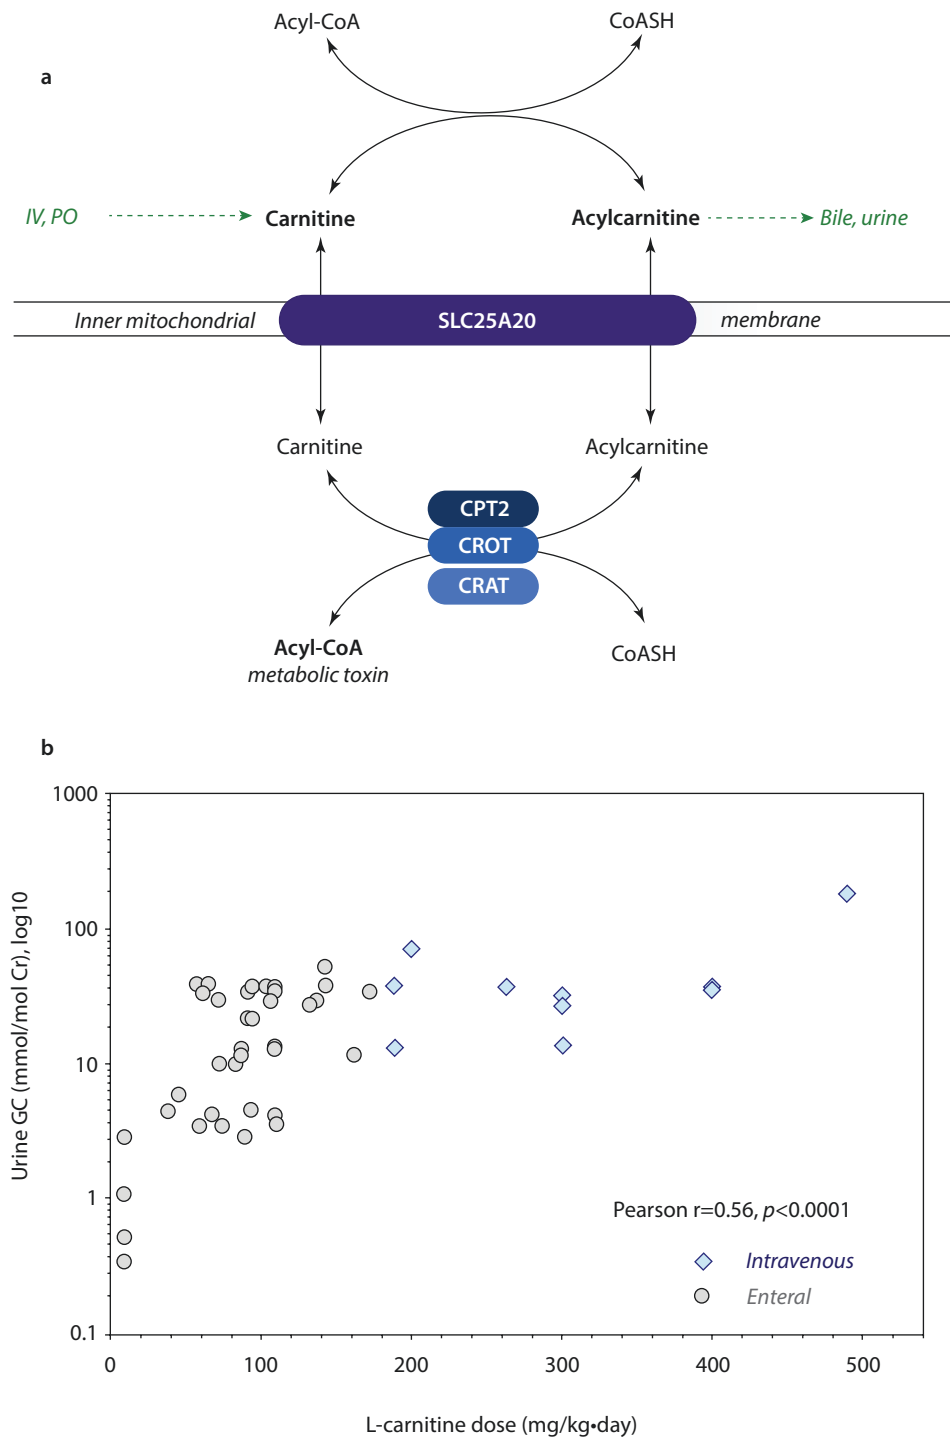 Acyl-CoA
CoASH
a
IV, PO
Carnitine
Acylcarnitine
Bile, urine
Inner mitochondrial
SLC25A20
membrane
Carnitine
Acylcarnitine
CPT2
CROT
CRAT
Acyl-CoA
metabolic toxin
CoASH
b
Urine GC (mmol/mol Cr), log10
1000
100
10
1
0.1
Pearson r=0.56, p<0.0001
Intravenous
Enteral
0
100
200
300
400
500
L-carnitine dose (mg/kg•day)